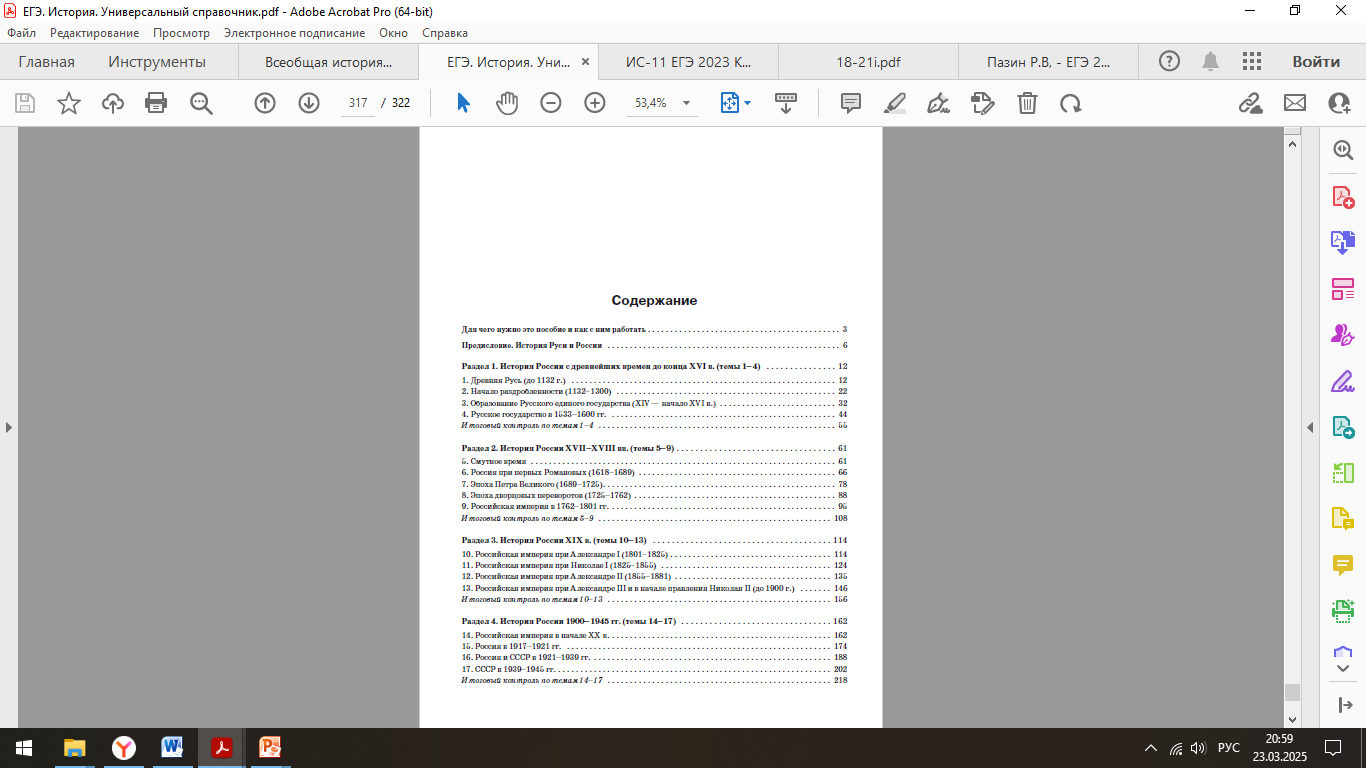 ЕГЭ. История. Универсальный справочник.pdf - Adobe Acrobat Pro (64-bit)
Файл Редактирование Просмотр Электронное подписание Окно Справка
Главная Инструменты Всеобщая история... ЕГЭ. История. Уни... ИС-11 ЕГЭ 2023 К... 18-21i.pdf Пазин Р.В, - ЕГЭ 2... Войти
317 / 322 53,4%
Содержание
Для чего нужно это пособие и как с ним работать 3
Предисловие. История Руси и России 6
Раздел 1. История России с древнейших времен до конца XVI в. (темы 1–4) 12
1. Древняя Русь (до 1132 г.) 12
2. Начало раздробленности (1132–1300) 22
3. Образование Русского единого государства (XIV — начало XVI в.) 32
4. Русское государство в 1533–1600 гг. 44
Итоговый контроль по темам 1–4 55
Раздел 2. История России XVII–XVIII вв. (темы 5–9) 61
5. Смутное время 61
6. Россия при первых Романовых (1618–1689) 66
7. Эпоха Петра Великого (1689–1725). 78
8. Эпоха дворцовых переворотов (1725–1762) 88
9. Российская империя в 1762–1801 гг. 95
Итоговый контроль по темам 5–9 108
Раздел 3. История России XIX в. (темы 10–13) 114
10. Российская империя при Александре I (1801–1825) 114
11. Российская империя при Николае I (1825–1855) 124
12. Российская империя при Александре II (1855–1881) 135
13. Российская империя при Александре III и в начале правления Николая II (до 1900 г.) 146
Итоговый контроль по темам 10–13 156
Раздел 4. История России 1900–1945 гг. (темы 14–17) 162
14. Российская империя в начале XX в. 162
15. Россия в 1917–1921 гг. 174
16. Россия и СССР в 1921–1939 гг. 188
17. СССР в 1939–1945 гг. 202
Итоговый контроль по темам 14–17 218
РУС 20:59
23.03.2025